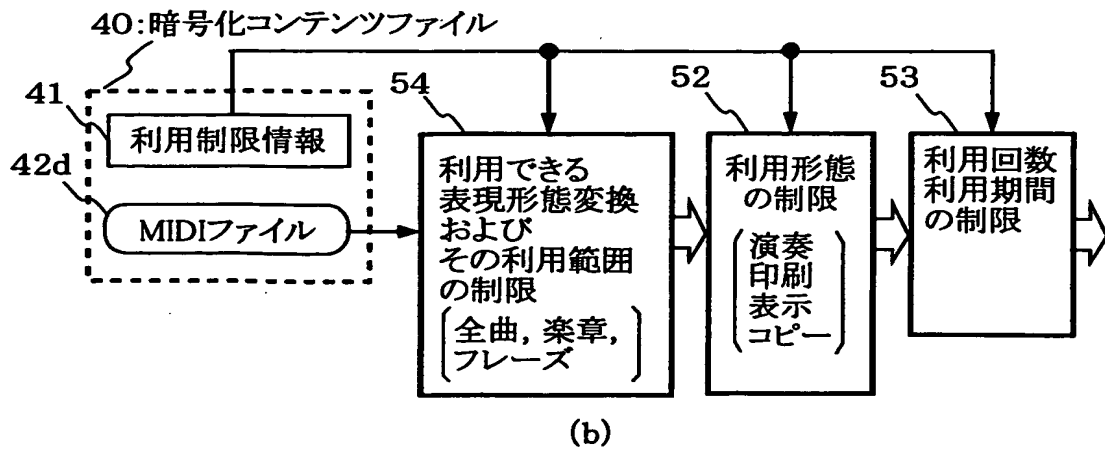 40:暗号化コンテンツファイル
41
利用制限情報
42d
MIDIファイル
54
利用できる
表現形態変換
および
その利用範囲
の制限
全曲, 楽章,
フレーズ
52
利用形態
の制限
演奏
印刷
表示
コピー
53
利用回数
利用期間
の制限
(b)